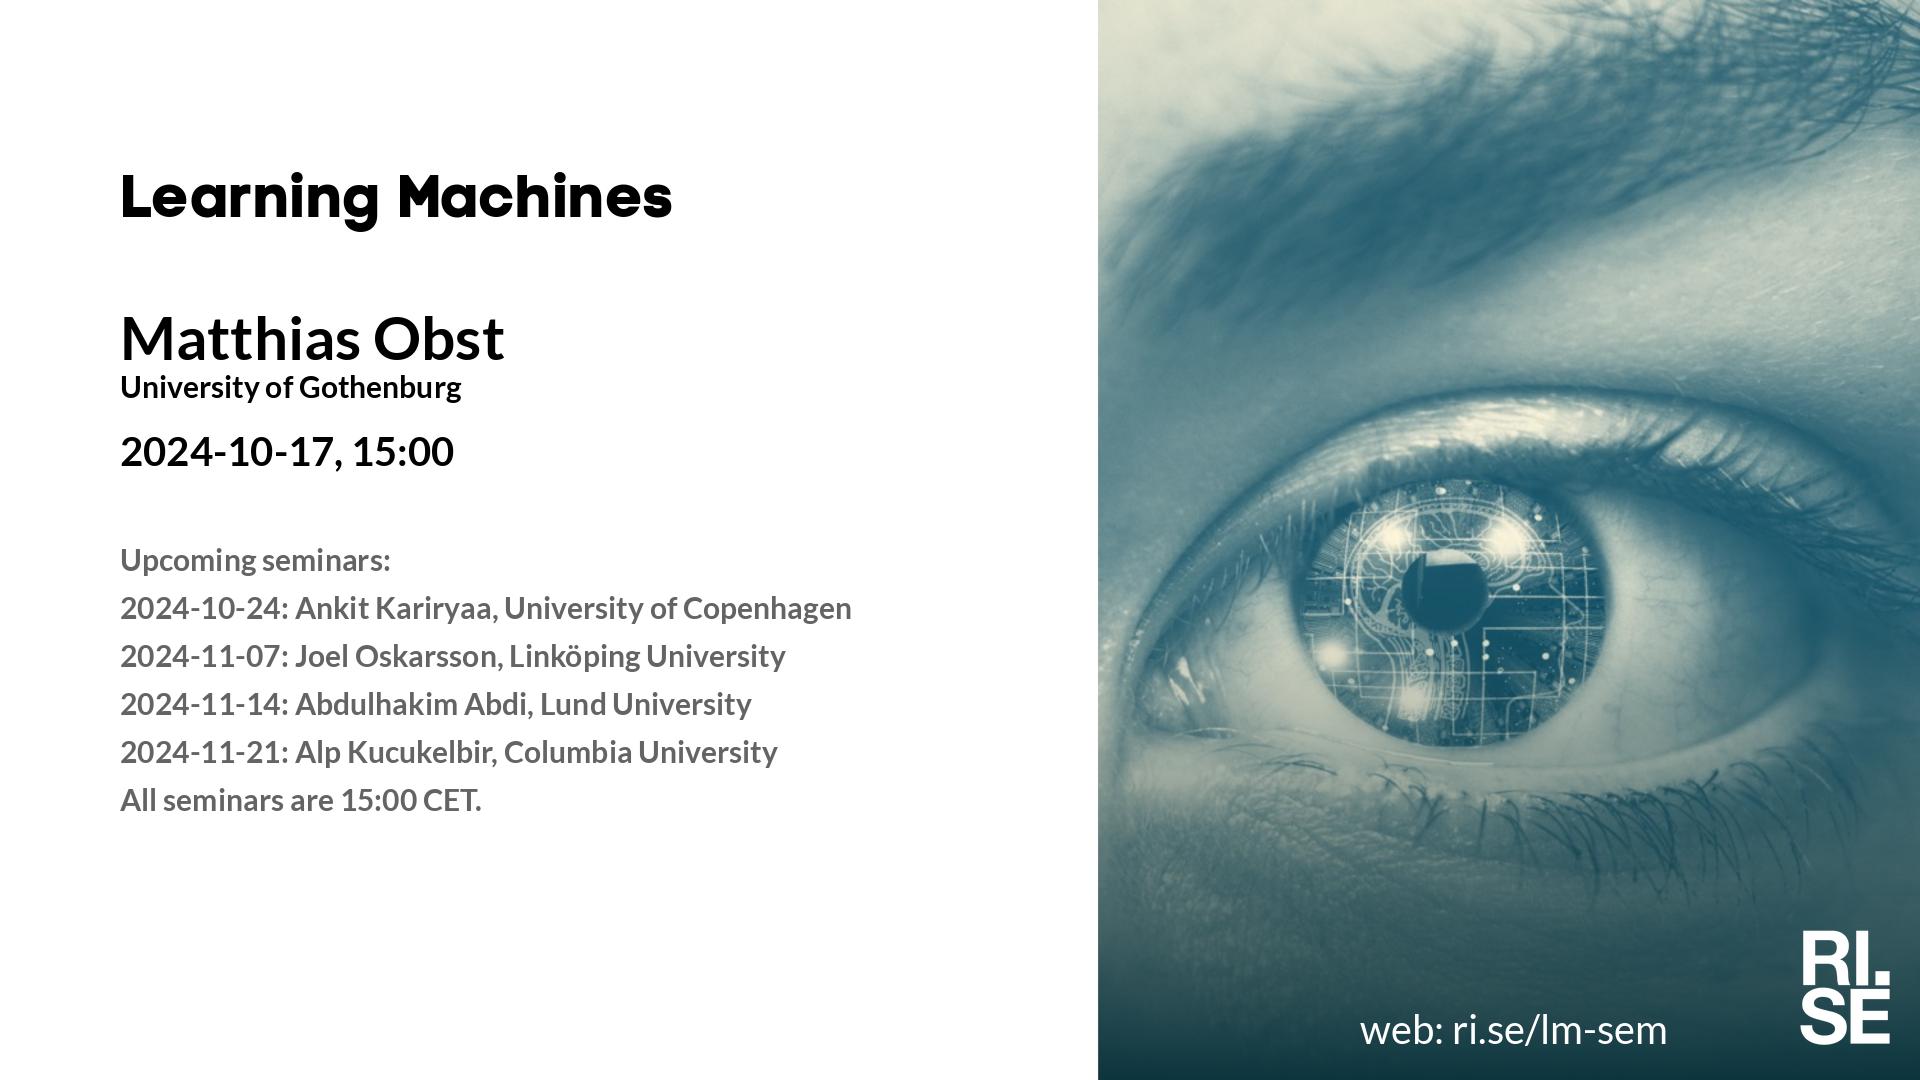 Learning Machines
Matthias Obst
University of Gothenburg
2024-10-17, 15:00
Upcoming seminars:
2024-10-24: Ankit Kariryaa, University of Copenhagen
2024-11-07: Joel Oskarsson, Linköping University
2024-11-14: Abdulhakim Abdi, Lund University
2024-11-21: Alp Kucukelbir, Columbia University
All seminars are 15:00 CET.
web: ri.se/lm-sem
RI.
SE